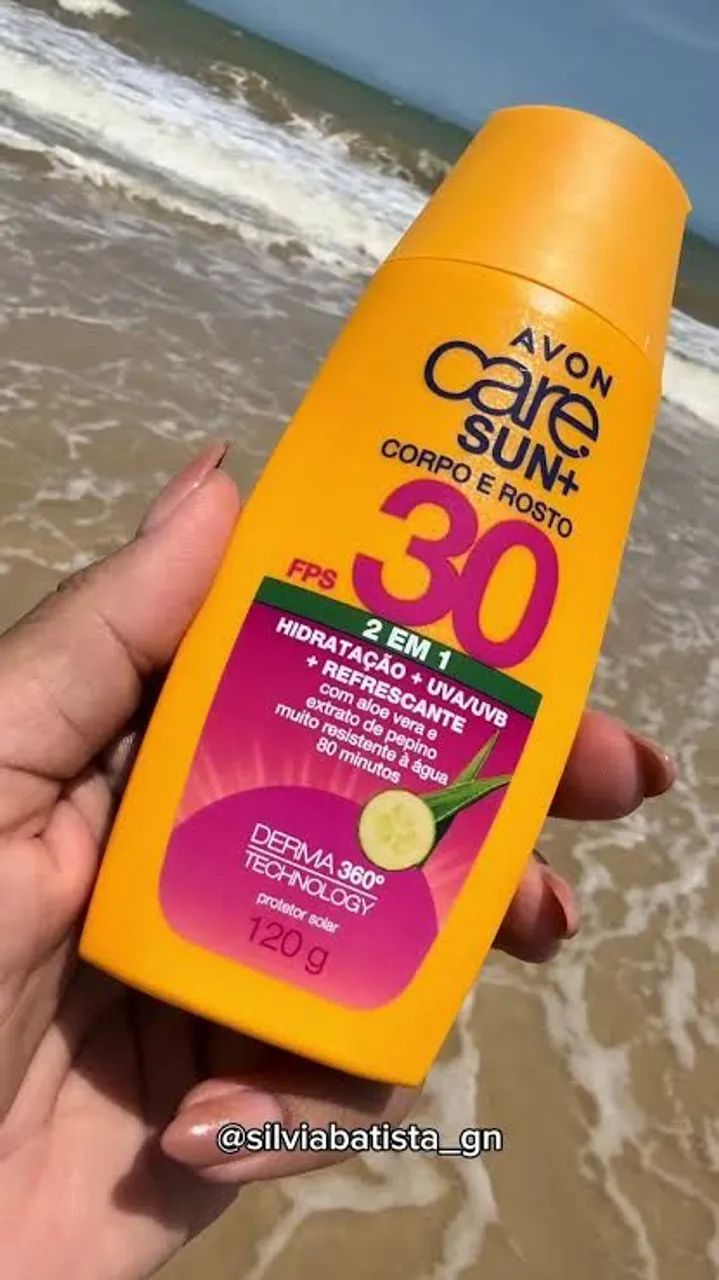 AVON
care
SUN+
CORPO E ROSTO
FPS 30
2 EM 1
HIDRATAÇÃO + UVA/UVB
+ REFRESCANTE
com aloe vera e
extrato de pepino
muito resistente à água
80 minutos
DERMA 360º
TECHNOLOGY
protetor solar
120 g
@silviabatista_gn